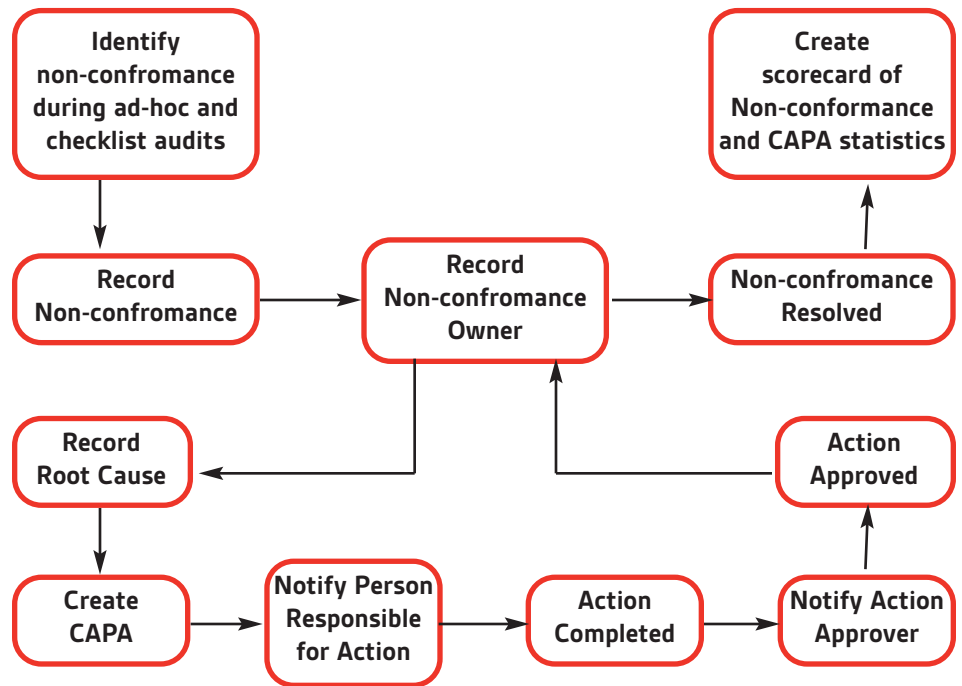 Identify
non-confromance
during ad-hoc and
checklist audits
Create
scorecard of
Non-conformance
and CAPA statistics
Record
Non-confromance
Record
Non-confromance
Owner
Non-confromance
Resolved
Record
Root Cause
Action
Approved
Create
CAPA
Notify Person
Responsible
for Action
Action
Completed
Notify Action
Approver